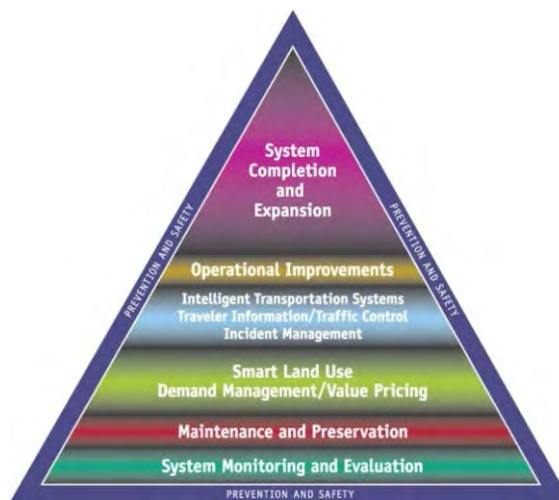 System
Completion
and
Expansion
Operational Improvements
Intelligent Transportation Systems
Traveler Information/Traffic Control
Incident Management
Smart Land Use
Demand Management/Value Pricing
Maintenance and Preservation
System Monitoring and Evaluation
PREVENTION AND SAFETY
PREVENTION AND SAFETY
PREVENTION AND SAFETY